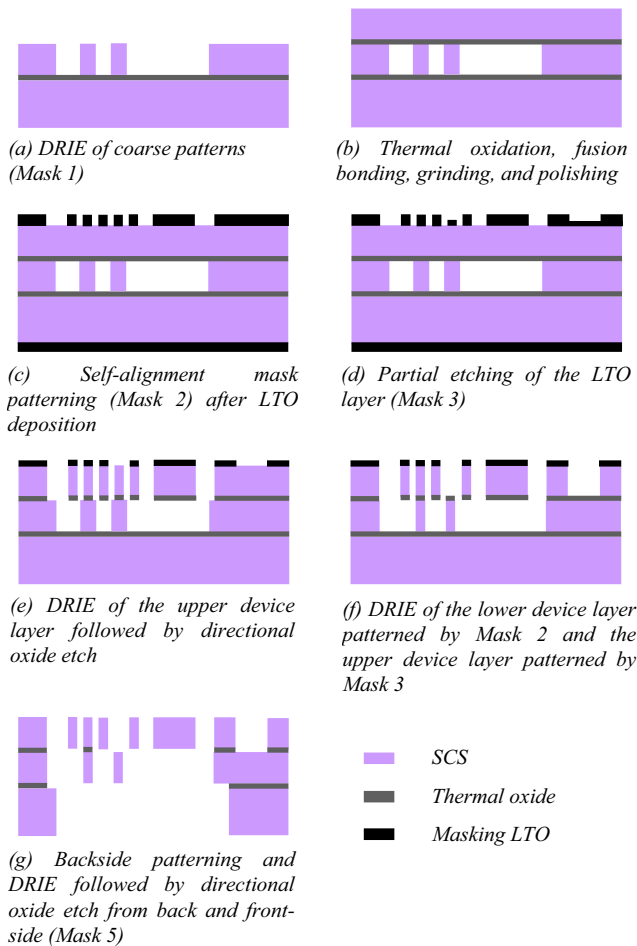 (a) DRIE of coarse patterns
(Mask 1)
(b) Thermal oxidation, fusion
bonding, grinding, and polishing
(c) Self-alignment mask
patterning (Mask 2) after LTO
deposition
(d) Partial etching of the LTO
layer (Mask 3)
(e) DRIE of the upper device
layer followed by directional
oxide etch
(f) DRIE of the lower device layer
patterned by Mask 2 and the
upper device layer patterned by
Mask 3
(g) Backside patterning and
DRIE followed by directional
oxide etch from back and front-
side (Mask 5)
SCS
Thermal oxide
Masking LTO